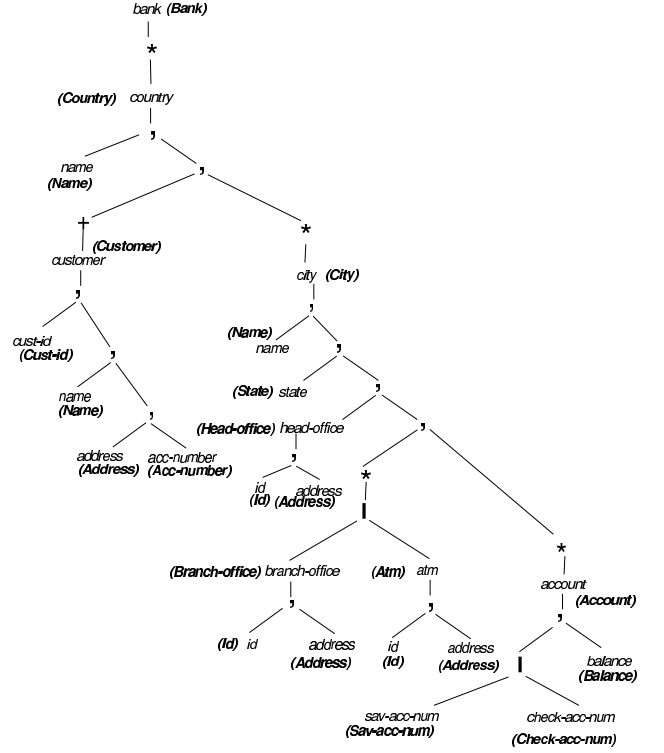 bank (Bank)
*
(Country) country
,
name
(Name)
,
+
*
(Customer)
customer
city (City)
,
,
cust-id
(Cust-id)
(Name)
name
,
,
name
(Name)
(State) state
,
,
(Head-office) head-office
,
address
(Address)
acc-number
(Acc-number)
,
id
(Id)
address
(Address)
*
|
*
(Branch-office) branch-office
(Atm) atm
account
(Account)
,
,
,
(Id) id
address
(Address)
id
(Id)
address
(Address)
|
balance
(Balance)
sav-acc-num
(Sav-acc-num)
check-acc-num
(Check-acc-num)